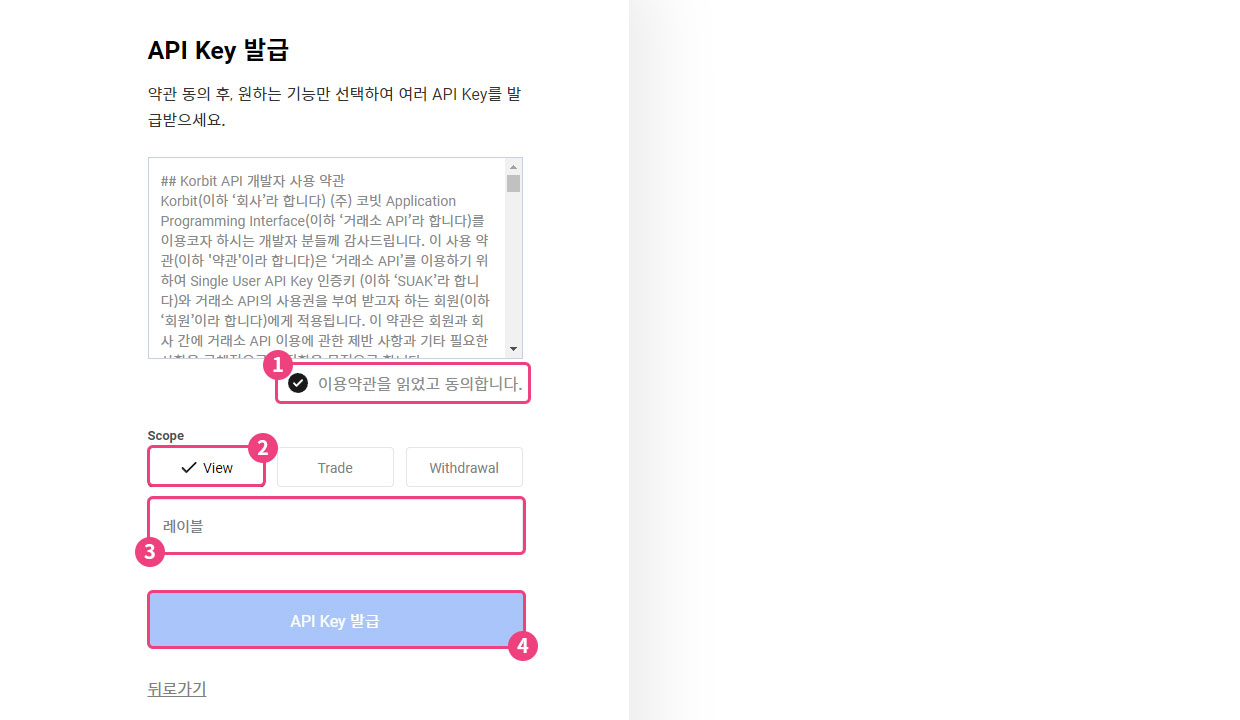 API Key 발급
약관 동의 후, 원하는 기능만 선택하여 여러 API Key를 발
급받으세요.
## Korbit API 개발자 사용 약관
Korbit(이하 ‘회사’라 합니다) (주) 코빗 Application
Programming Interface(이하 ‘거래소 API’라 합니다)를
이용코자 하시는 개발자 분들께 감사드립니다. 이 사용 약
관(이하 '약관'이라 합니다)은 ‘거래소 API’를 이용하기 위
하여 Single User API Key 인증키 (이하 ‘SUAK’라 합니
다)와 거래소 API의 사용권을 부여 받고자 하는 회원(이하
‘회원’이라 합니다)에게 적용됩니다. 이 약관은 회원과 회
사 간에 거래소 API 이용에 관한 제반 사항과 기타 필요한
1
이용약관을 읽었고 동의합니다.
Scope
2
View
Trade
Withdrawal
레이블
3
API Key 발급
4
뒤로가기